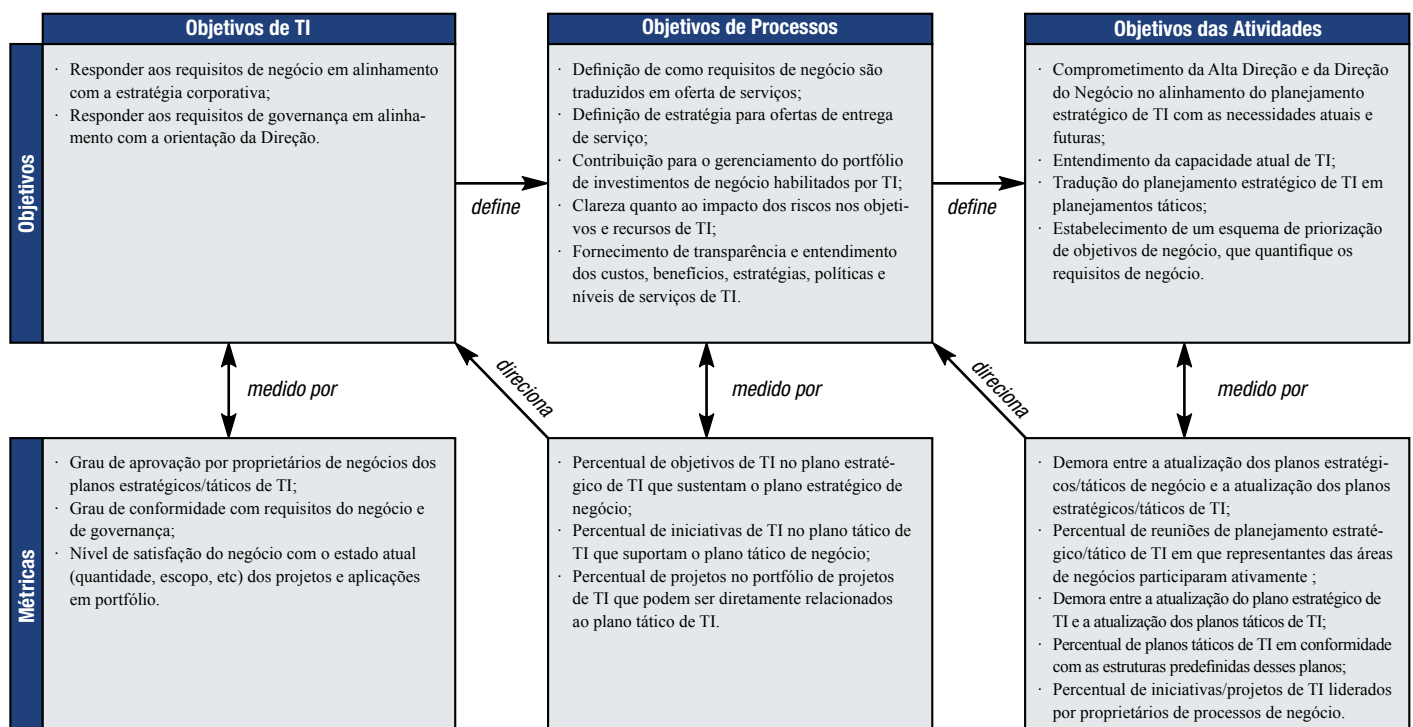 Objetivos de TI
Objetivos de Processos
Objetivos das Atividades
Objetivos
· Responder aos requisitos de negócio em alinhamento
com a estratégia corporativa;
· Responder aos requisitos de governança em alinha-
mento com a orientação da Direção.
define
· Definição de como requisitos de negócio são
traduzidos em oferta de serviços;
· Definição de estratégia para ofertas de entrega
de serviço;
· Contribuição para o gerenciamento do portfólio
de investimentos de negócio habilitados por TI;
· Clareza quanto ao impacto dos riscos nos objeti-
vos e recursos de TI;
· Fornecimento de transparência e entendimento
dos custos, benefícios, estratégias, políticas e
níveis de serviços de TI.
define
· Comprometimento da Alta Direção e da Direção
do Negócio no alinhamento do planejamento
estratégico de TI com as necessidades atuais e
futuras;
· Entendimento da capacidade atual de TI;
· Tradução do planejamento estratégico de TI em
planejamentos táticos;
· Estabelecimento de um esquema de priorização
de objetivos de negócio, que quantifique os
requisitos de negócio.
medido por
direciona
medido por
direciona
medido por
Métricas
· Grau de aprovação por proprietários de negócios dos
planos estratégicos/táticos de TI;
· Grau de conformidade com requisitos do negócio e
de governança;
· Nível de satisfação do negócio com o estado atual
(quantidade, escopo, etc) dos projetos e aplicações
em portfólio.
· Percentual de objetivos de TI no plano estraté-
gico de TI que sustentam o plano estratégico de
negócio;
· Percentual de iniciativas de TI no plano tático de
TI que suportam o plano tático de negócio;
· Percentual de projetos no portfólio de projetos
de TI que podem ser diretamente relacionados
ao plano tático de TI.
· Demora entre a atualização dos planos estratégi-
cos/táticos de negócio e a atualização dos planos
estratégicos/táticos de TI;
· Percentual de reuniões de planejamento estraté-
gico/tático de TI em que representantes das áreas
de negócios participaram ativamente ;
· Demora entre a atualização do plano estratégico de
TI e a atualização dos planos táticos de TI;
· Percentual de planos táticos de TI em conformidade
com as estruturas predefinidas desses planos;
· Percentual de iniciativas/projetos de TI liderados
por proprietários de processos de negócio.